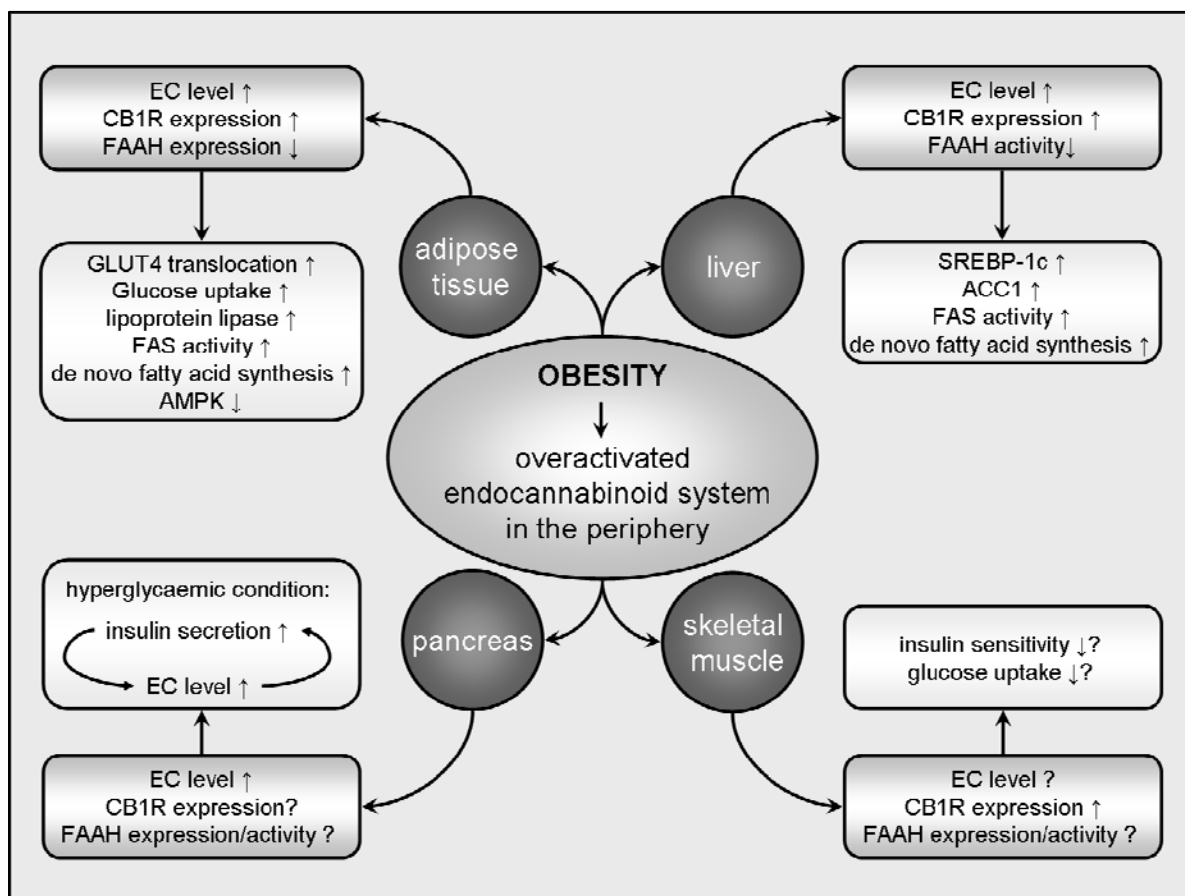 EC level ↑
CB1R expression ↑
FAAH expression ↓
GLUT4 translocation ↑
Glucose uptake ↑
lipoprotein lipase ↑
FAS activity ↑
de novo fatty acid synthesis ↑
AMPK ↓
adipose
tissue
liver
EC level ↑
CB1R expression ↑
FAAH activity↓
SREBP-1c ↑
ACC1 ↑
FAS activity ↑
de novo fatty acid synthesis ↑
OBESITY
overactivated
endocannabinoid system
in the periphery
pancreas
hyperglycaemic condition:
insulin secretion ↑
EC level ↑
EC level ↑
CB1R expression?
FAAH expression/activity ?
skeletal
muscle
insulin sensitivity ↓?
glucose uptake ↓?
EC level ?
CB1R expression ↑
FAAH expression/activity ?